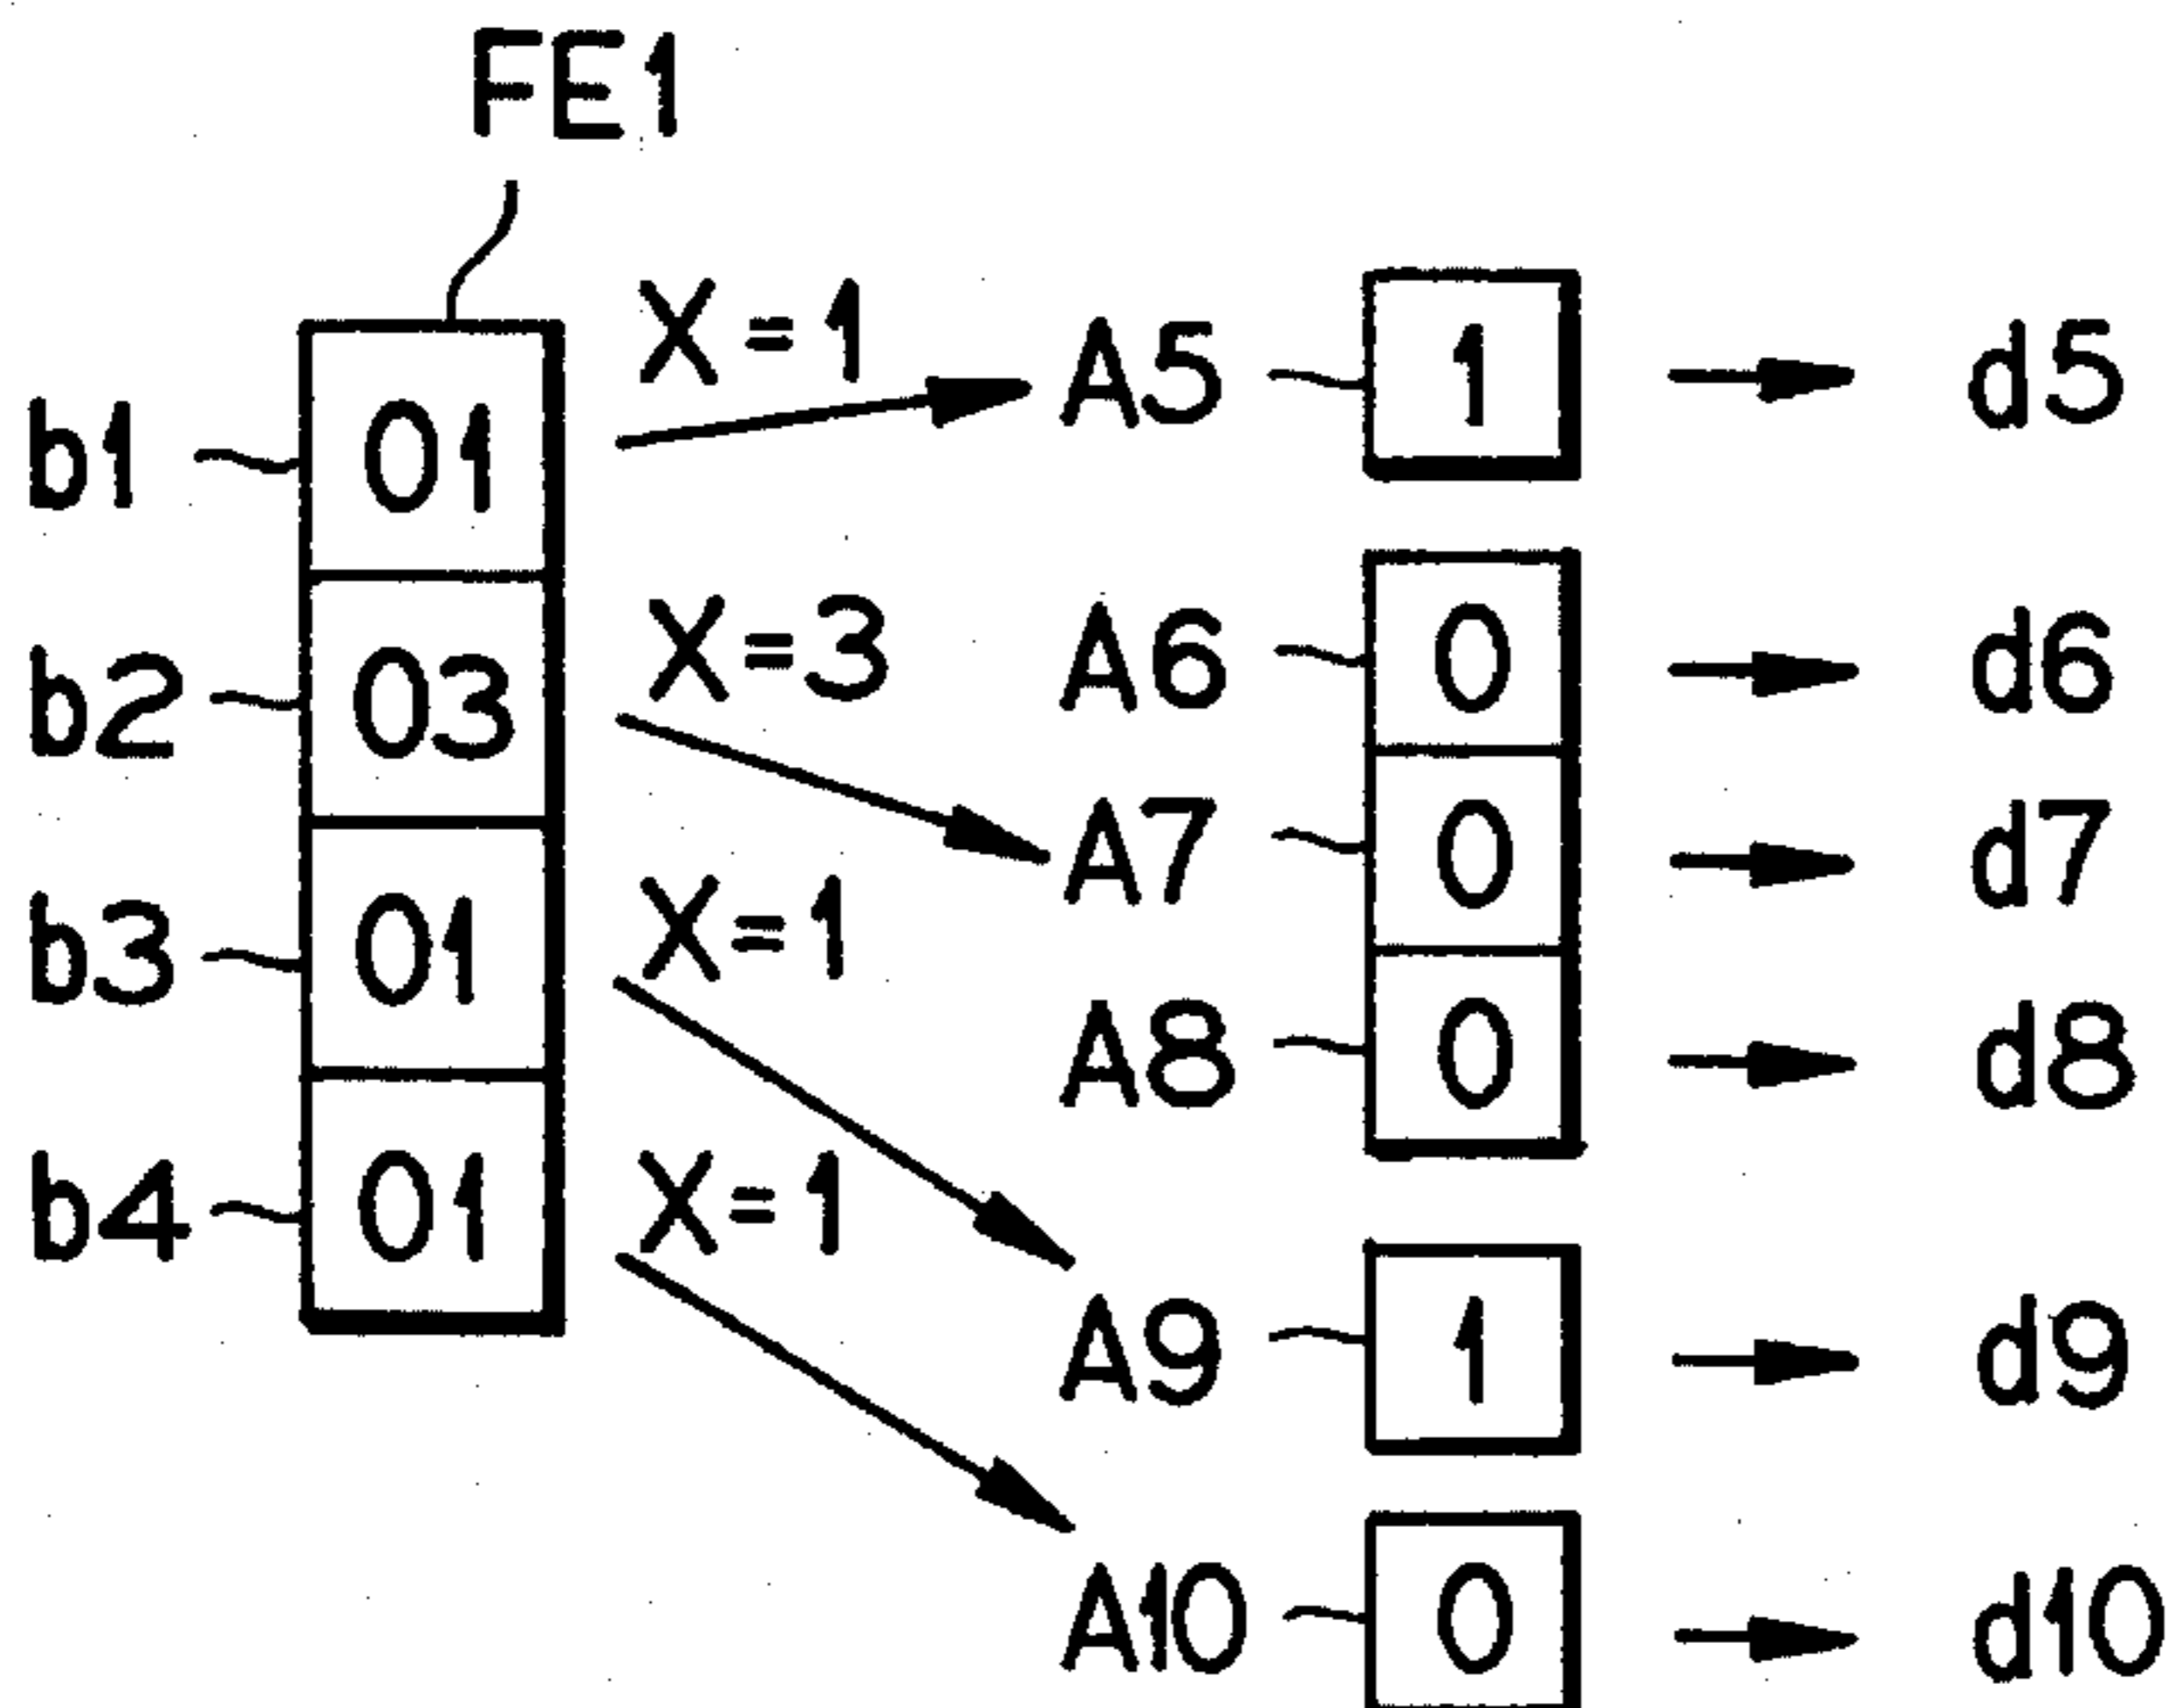 FE1
X=1
A5 1 d5
b1 01
X=3
A6 0 d6
b2 03
A7 0 d7
X=1
b3 01
A8 0 d8
X=1
b4 01
A9 1 d9
A10 0 d10